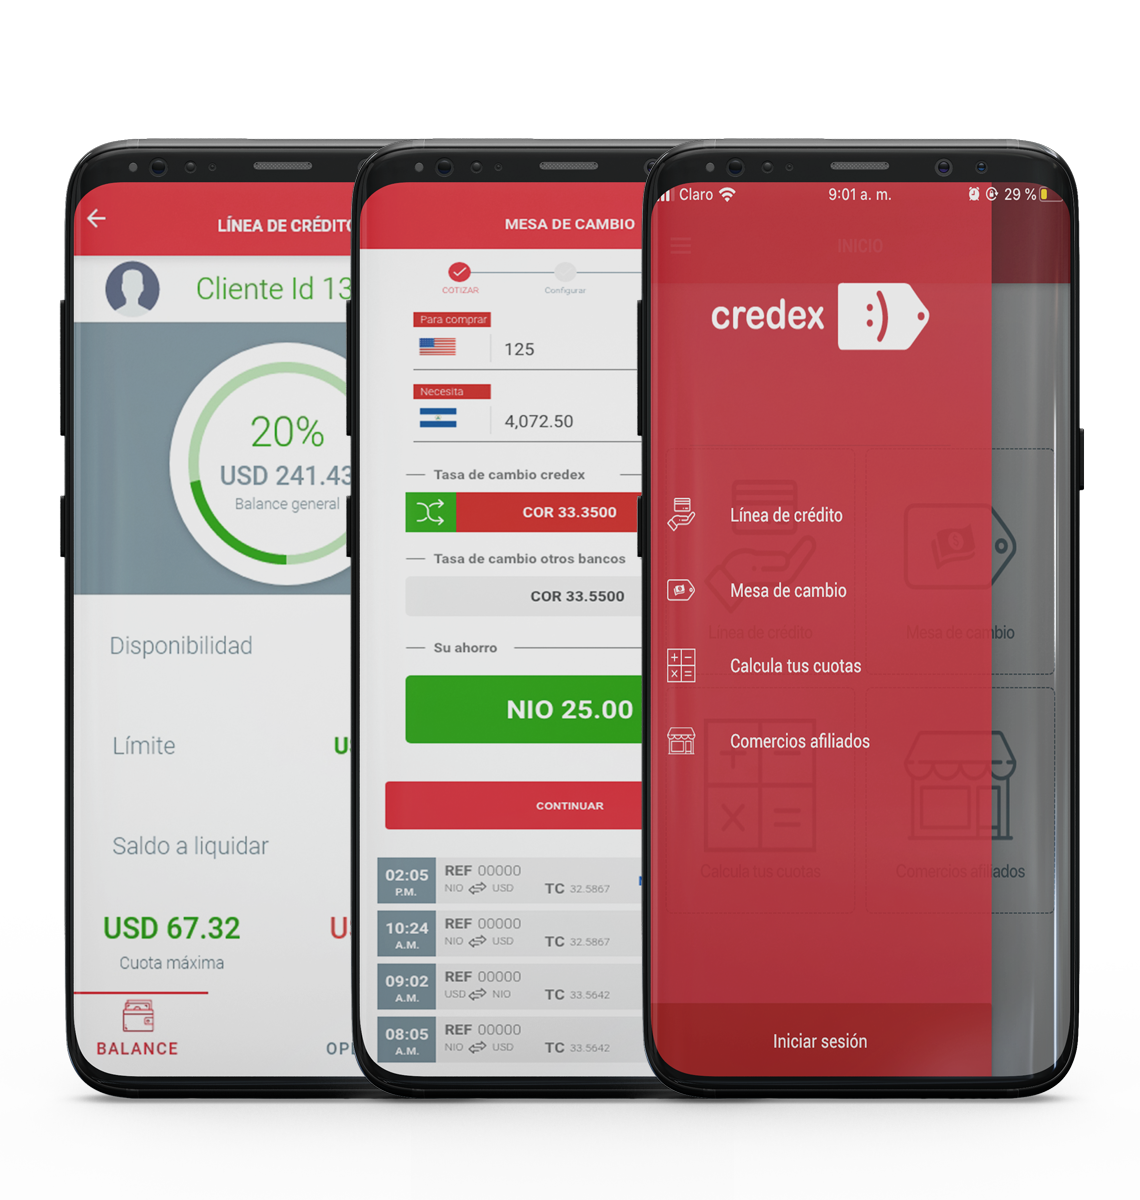 LÍNEA DE CRÉDITO
Cliente Id 13
20%
USD 241.43
Balance general
Disponibilidad
Límite
Saldo a liquidar
USD 67.32
Cuota máxima
BALANCE
MESA DE CAMBIO
COTIZAR
Configurar
Para comprar
125
Necesita
4,072.50
Tasa de cambio credex
COR 33.3500
Tasa de cambio otros bancos
COR 33.5500
Su ahorro
NIO 25.00
CONTINUAR
02:05 P.M. REF 00000
NIO USD TC 32.5867
10:24 A.M. REF 00000
NIO USD TC 32.5867
09:02 A.M. REF 00000
USD NIO TC 33.5642
08:05 A.M. REF 00000
NIO USD TC 33.5642
Claro 9:01 a. m. 29 %
INICIO
credex :)
Línea de crédito
Mesa de cambio
Calcula tus cuotas
Comercios afiliados
Línea de crédito
Mesa de cambio
Calcula tus cuotas
Comercios afiliados
Iniciar sesión